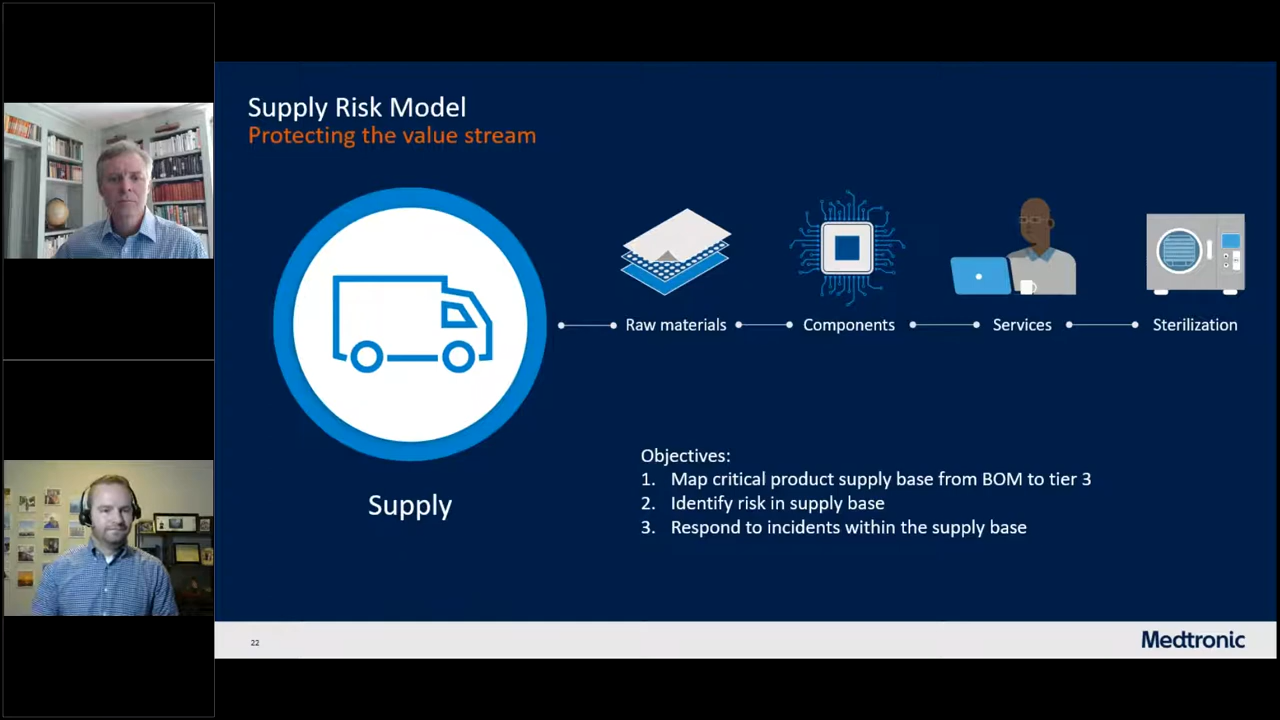 Supply Risk Model
Protecting the value stream
Raw materials
Components
Services
Sterilization
Supply
Objectives:
1. Map critical product supply base from BOM to tier 3
2. Identify risk in supply base
3. Respond to incidents within the supply base
22
Medtronic